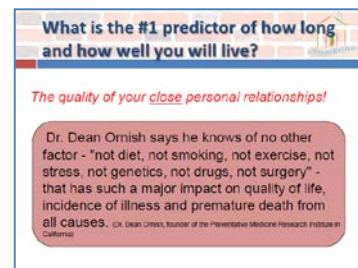 What is the #1 predictor of how long
and how well you will live?
The quality of your close personal relationships!
Dr. Dean Ornish says he knows of no other
factor - "not diet, not smoking, not exercise, not
stress, not genetics, not drugs, not surgery" -
that has such a major impact on quality of life,
incidence of illness and premature death from
all causes. (Dr. Dean Ornish, founder of the Preventative Medicine Research Institute in
California)